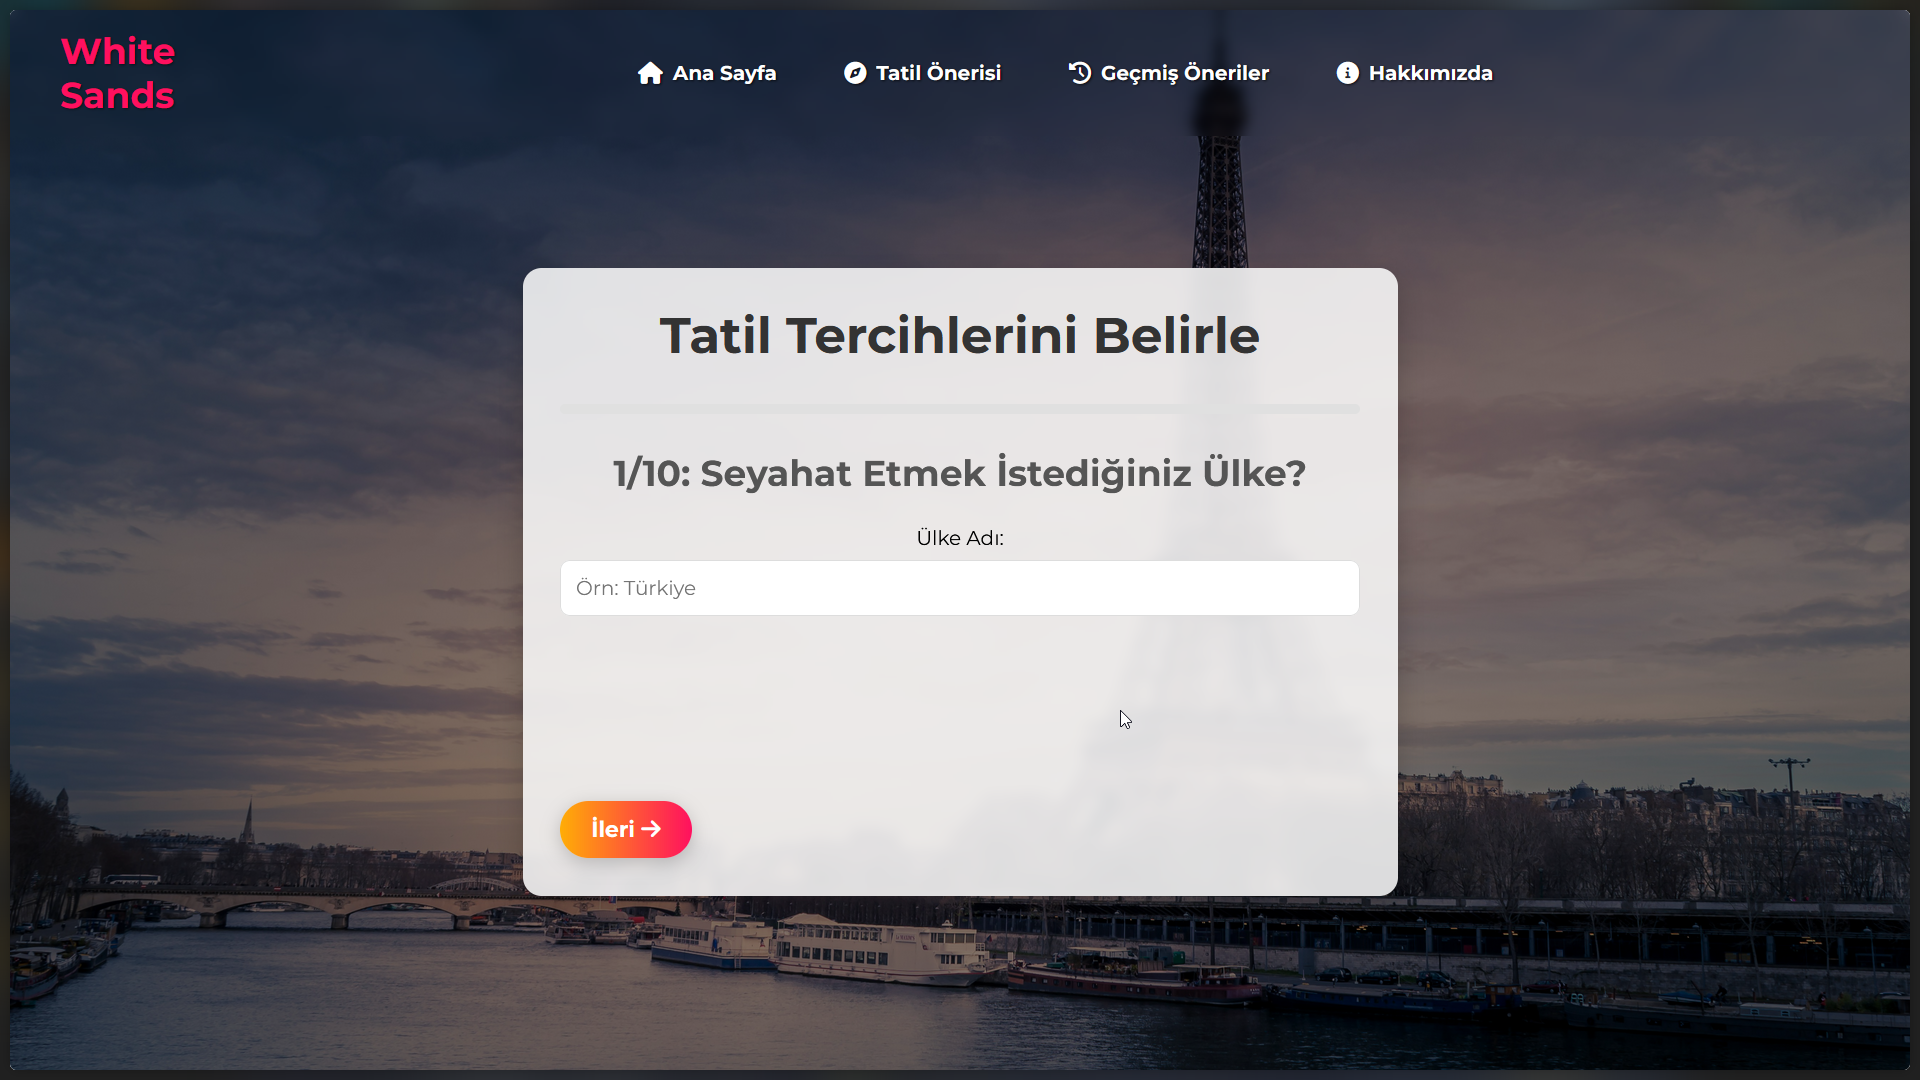 White
Sands
Ana Sayfa
Tatil Önerisi
Geçmiş Öneriler
Hakkımızda
Tatil Tercihlerini Belirle
1/10: Seyahat Etmek İstediğiniz Ülke?
Ülke Adı:
Örn: Türkiye
İleri →